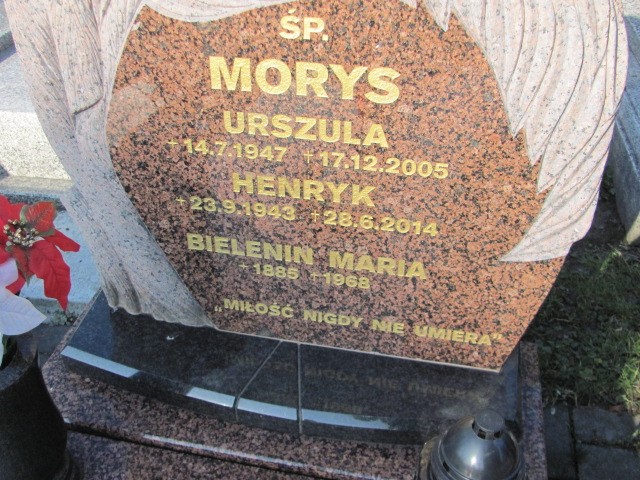 ŚP.
MORYS
URSZULA
+14.7.1947 +17.12.2005
HENRYK
+23.9.1943 +28.6.2014
BIELENIN MARIA
+1885 +1968
„MIŁOŚĆ NIGDY NIE UMIERA”